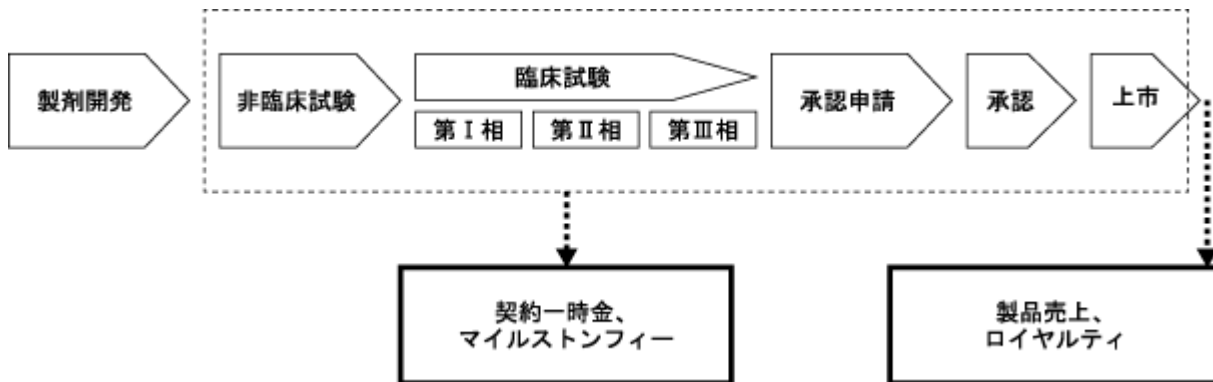 製剤開発
非臨床試験
臨床試験
第Ⅰ相
第Ⅱ相
第Ⅲ相
承認申請
承認
上市
契約一時金、
マイルストンフィー
製品売上、
ロイヤルティ